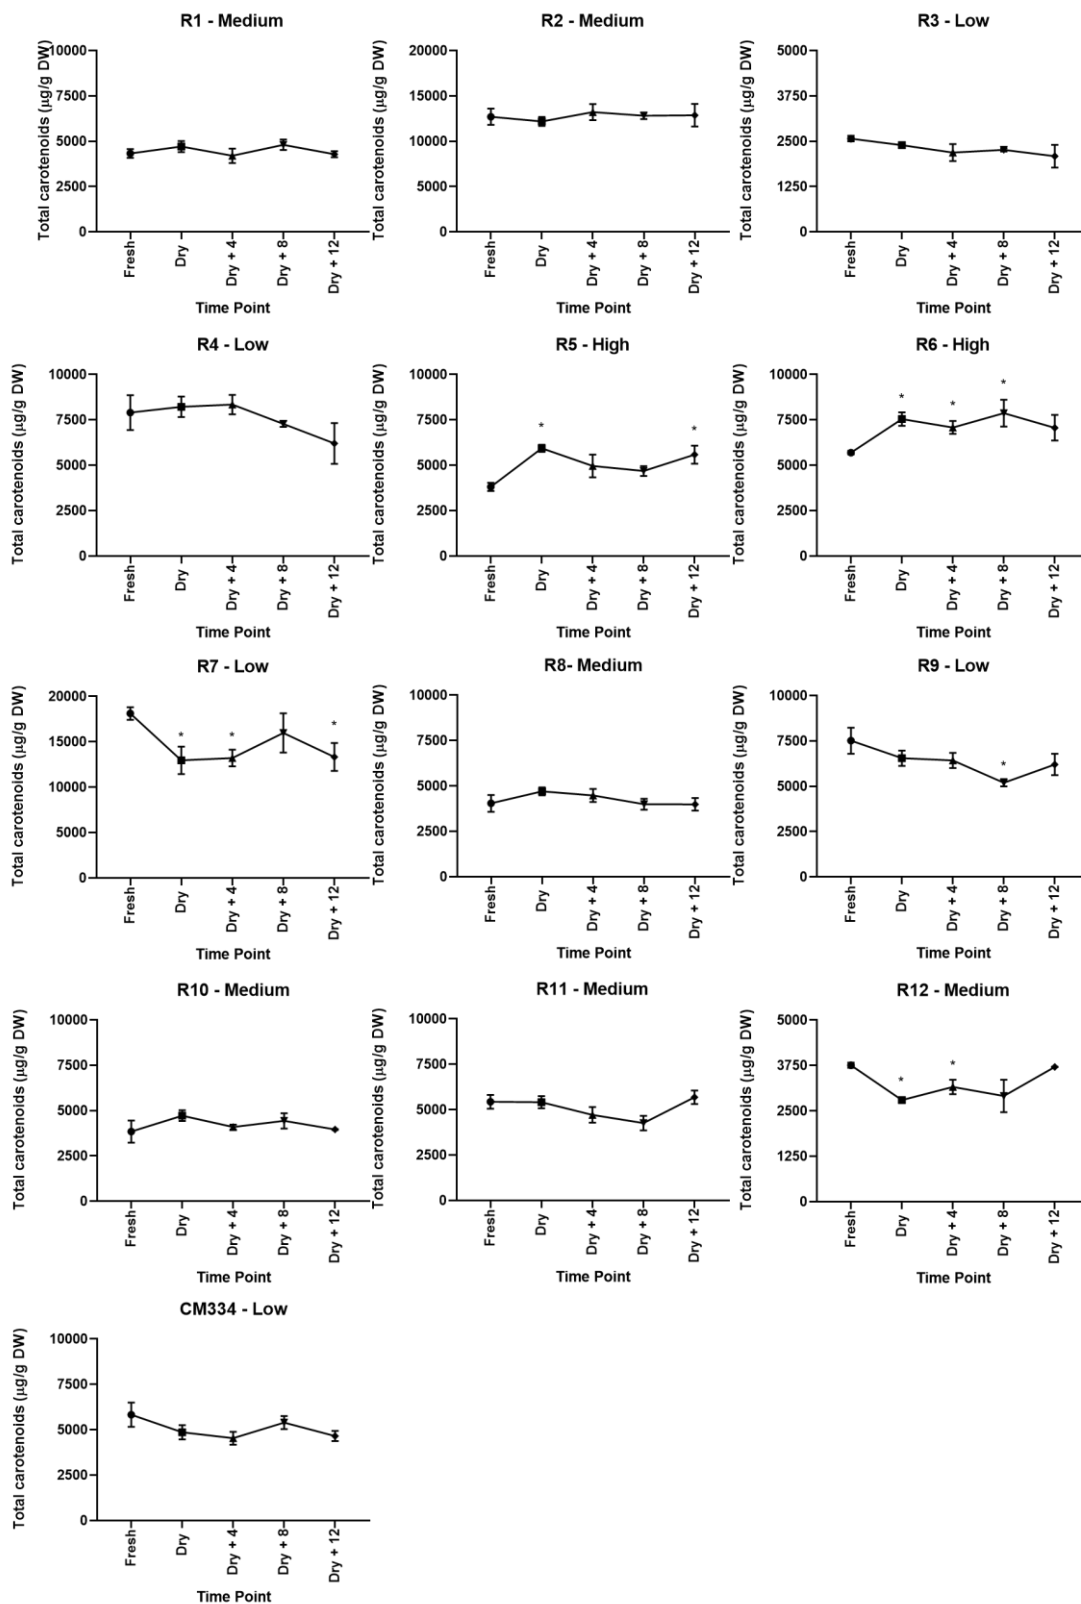 R1 - Medium
Total carotenoids (µg/g DW)
10000
7500
5000
2500
0
Fresh
Dry
Dry + 4
Dry + 8
Dry + 12
Time Point
R2 - Medium
Total carotenoids (µg/g DW)
20000
15000
10000
5000
0
Fresh
Dry
Dry + 4
Dry + 8
Dry + 12
Time Point
R3 - Low
Total carotenoids (µg/g DW)
5000
3750
2500
1250
0
Fresh
Dry
Dry + 4
Dry + 8
Dry + 12
Time Point
R4 - Low
Total carotenoids (µg/g DW)
10000
7500
5000
2500
0
Fresh
Dry
Dry + 4
Dry + 8
Dry + 12
Time Point
R5 - High
Total carotenoids (µg/g DW)
10000
7500
5000
2500
0
*
*
Fresh
Dry
Dry + 4
Dry + 8
Dry + 12
Time Point
R6 - High
Total carotenoids (µg/g DW)
10000
7500
5000
2500
0
*
*
*
Fresh
Dry
Dry + 4
Dry + 8
Dry + 12
Time Point
R7 - Low
Total carotenoids (µg/g DW)
20000
15000
10000
5000
0
*
*
*
Fresh
Dry
Dry + 4
Dry + 8
Dry + 12
Time Point
R8- Medium
Total carotenoids (µg/g DW)
10000
7500
5000
2500
0
Fresh
Dry
Dry + 4
Dry + 8
Dry + 12
Time Point
R9 - Low
Total carotenoids (µg/g DW)
10000
7500
5000
2500
0
*
Fresh
Dry
Dry + 4
Dry + 8
Dry + 12
Time Point
R10 - Medium
Total carotenoids (µg/g DW)
10000
7500
5000
2500
0
Fresh
Dry
Dry + 4
Dry + 8
Dry + 12
Time Point
R11 - Medium
Total carotenoids (µg/g DW)
10000
7500
5000
2500
0
Fresh
Dry
Dry + 4
Dry + 8
Dry + 12
Time Point
R12 - Medium
Total carotenoids (µg/g DW)
5000
3750
2500
1250
0
*
*
Fresh
Dry
Dry + 4
Dry + 8
Dry + 12
Time Point
CM334 - Low
Total carotenoids (µg/g DW)
10000
7500
5000
2500
0
Fresh
Dry
Dry + 4
Dry + 8
Dry + 12
Time Point